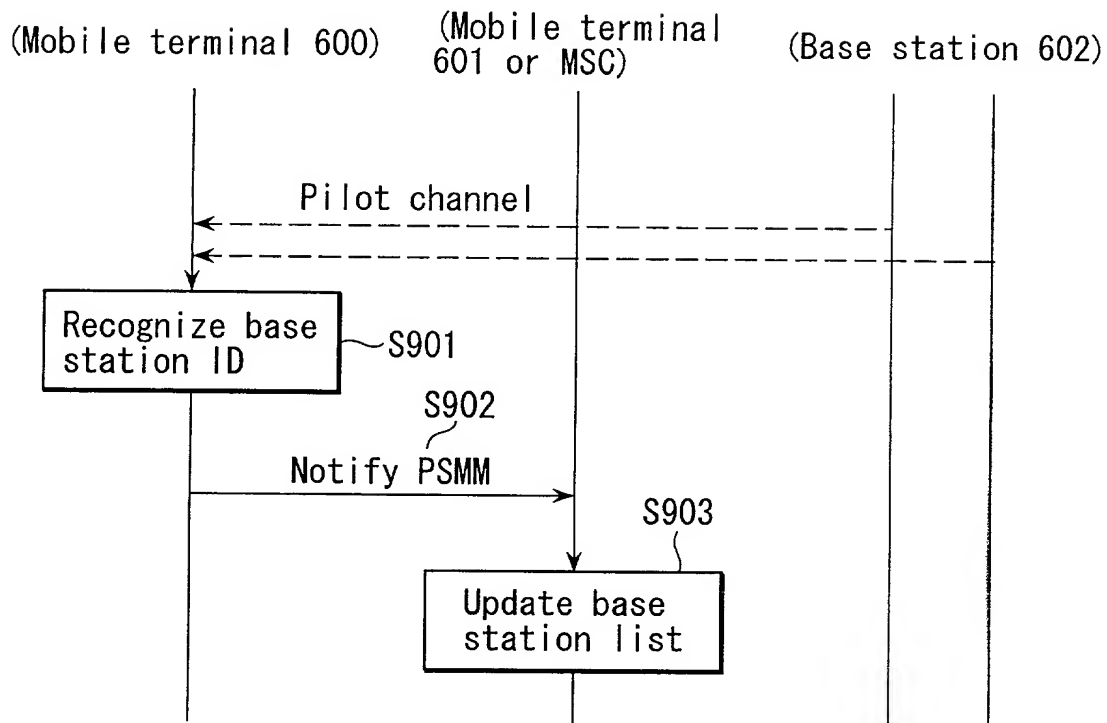 (Mobile terminal 600)
(Mobile terminal
601 or MSC)
(Base station 602)
Pilot channel
Recognize base
station ID
S901
S902
Notify PSMM
S903
Update base
station list